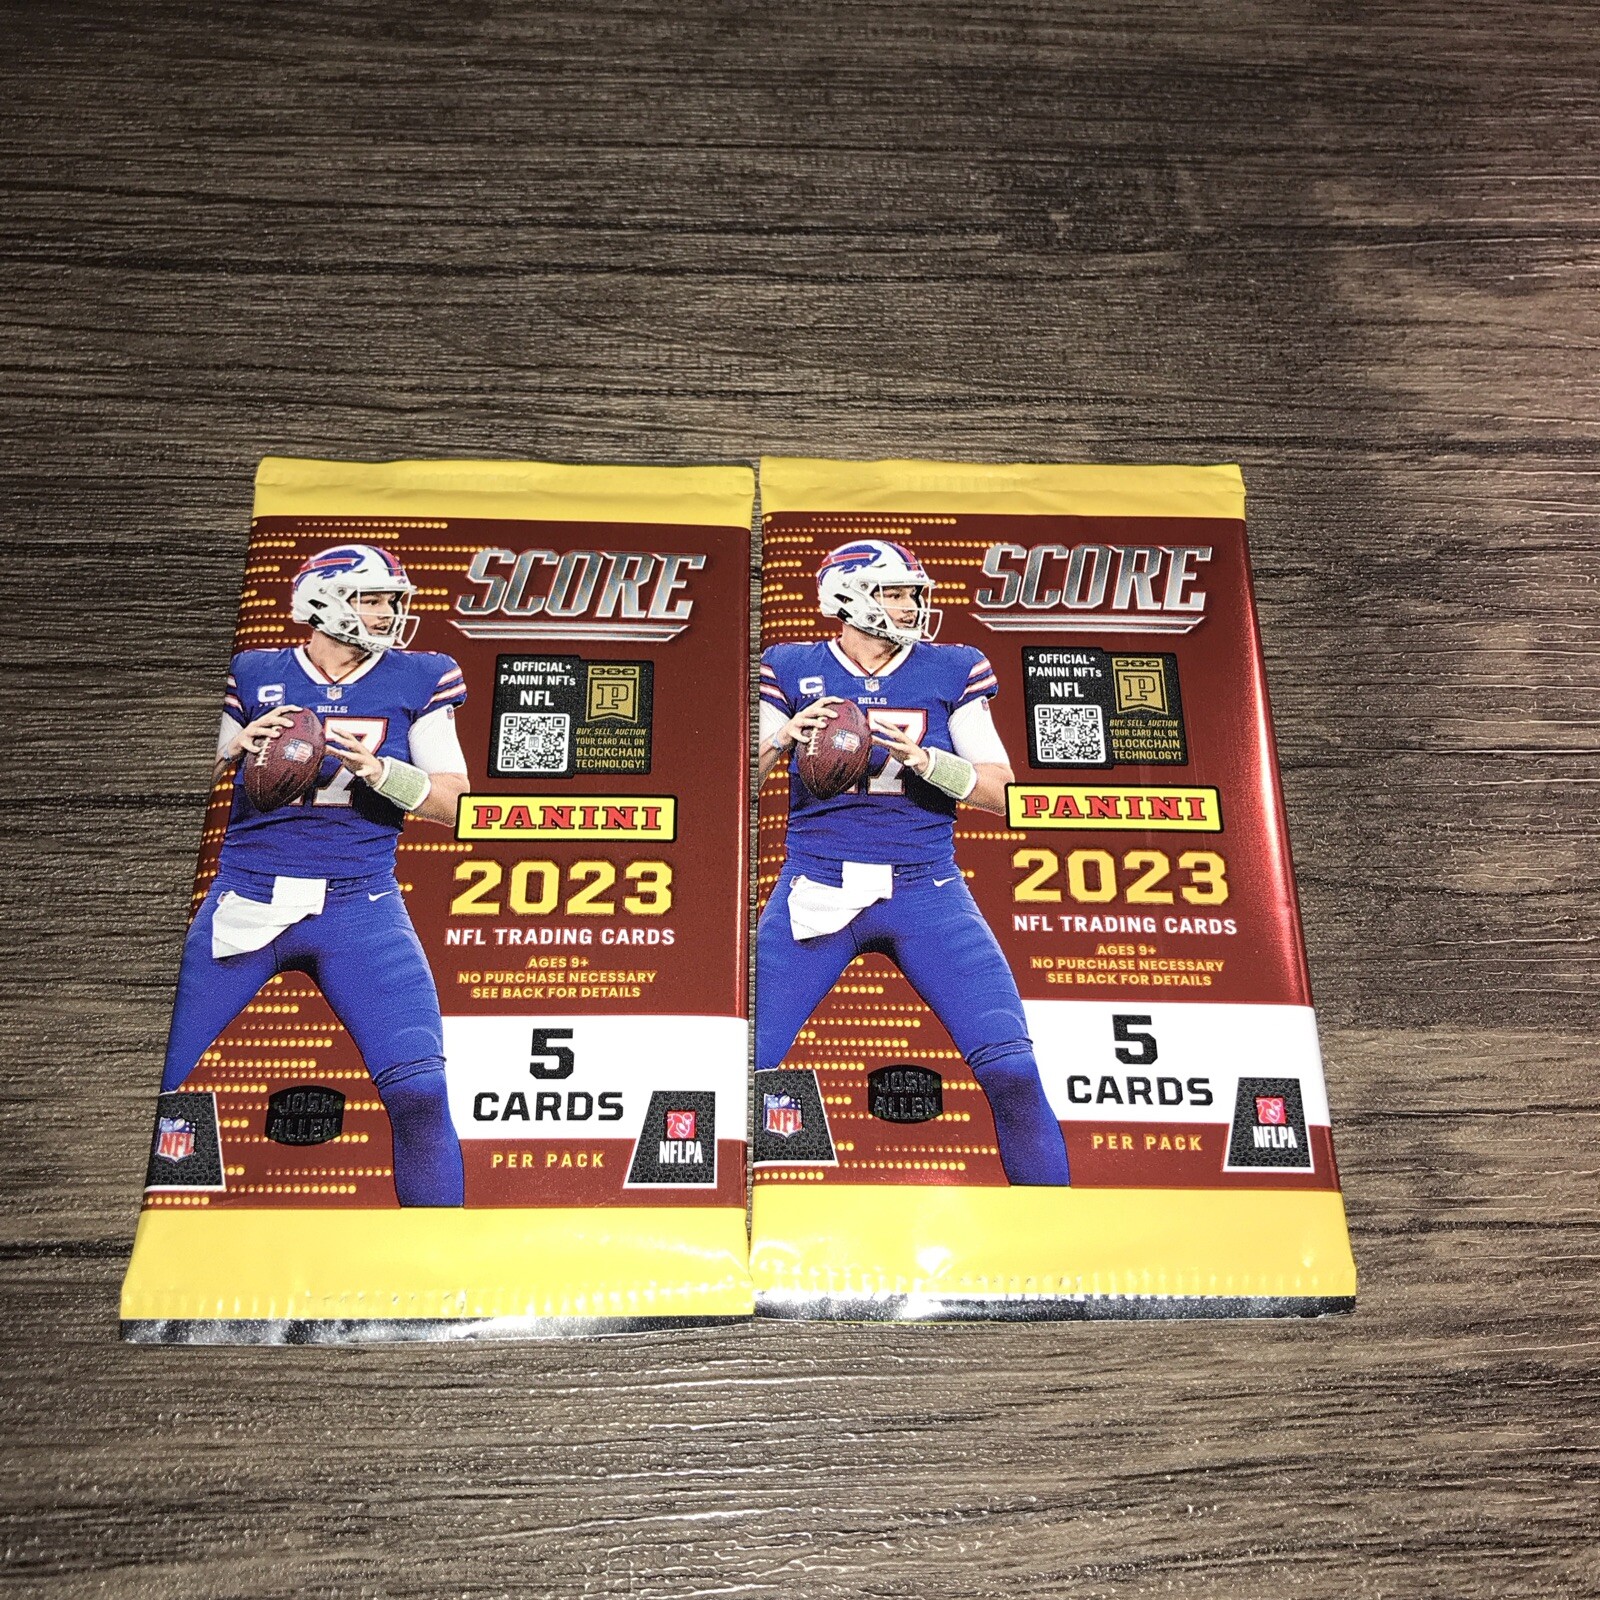 SCORE
★ OFFICIAL ★
PANINI NFTs
NFL
P
BUY, SELL, AUCTION
YOUR CARD ALL ON
BLOCKCHAIN
TECHNOLOGY!
C
BILLS
17
PANINI
2023
NFL TRADING CARDS
AGES 9+
NO PURCHASE NECESSARY
SEE BACK FOR DETAILS
5
CARDS
PER PACK
JOSH
ALLEN
NFL
NFLPA
SCORE
★ OFFICIAL ★
PANINI NFTs
NFL
P
BUY, SELL, AUCTION
YOUR CARD ALL ON
BLOCKCHAIN
TECHNOLOGY!
C
BILLS
17
PANINI
2023
NFL TRADING CARDS
AGES 9+
NO PURCHASE NECESSARY
SEE BACK FOR DETAILS
5
CARDS
PER PACK
JOSH
ALLEN
NFL
NFLPA